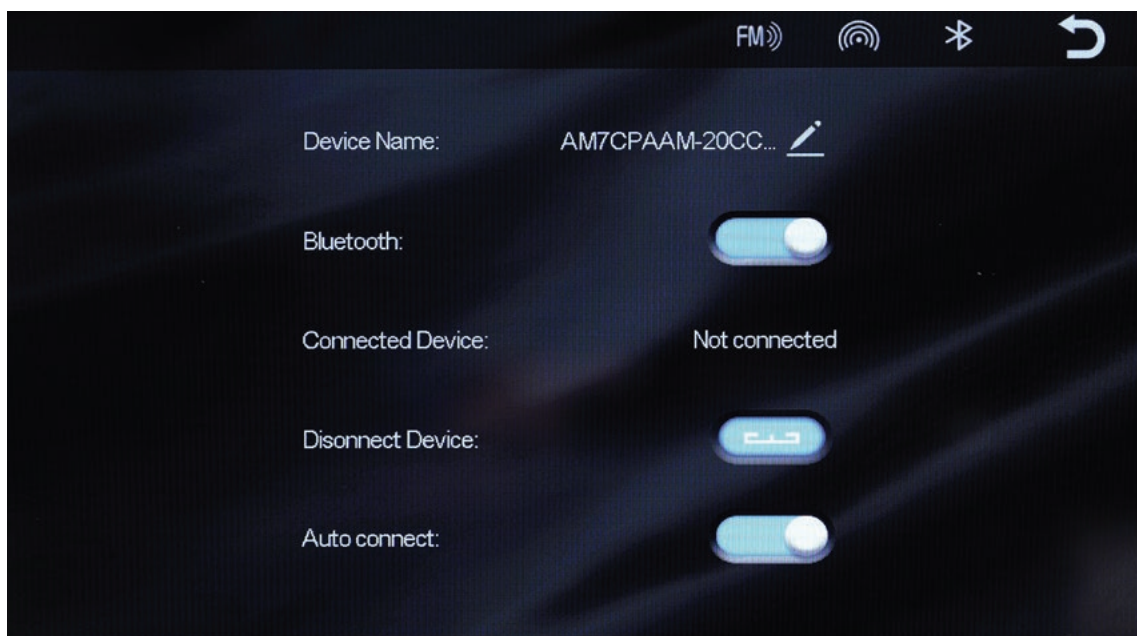 FM
Device Name: AM7CPAAM-20CC...
Bluetooth:
Connected Device: Not connected
Disonnect Device:
Auto connect: